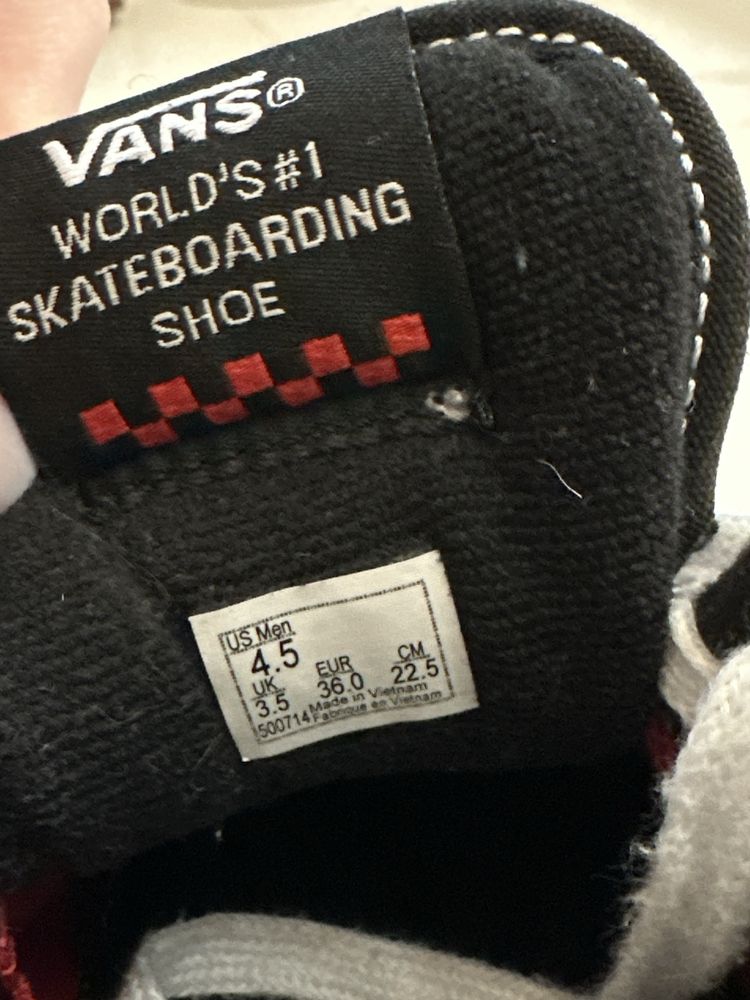 VANS®
WORLD'S #1
SKATEBOARDING
SHOE
US Men
4.5
UK EUR CM
3.5 36.0 22.5
500714 Made in Vietnam
Fabrique en Vietnam